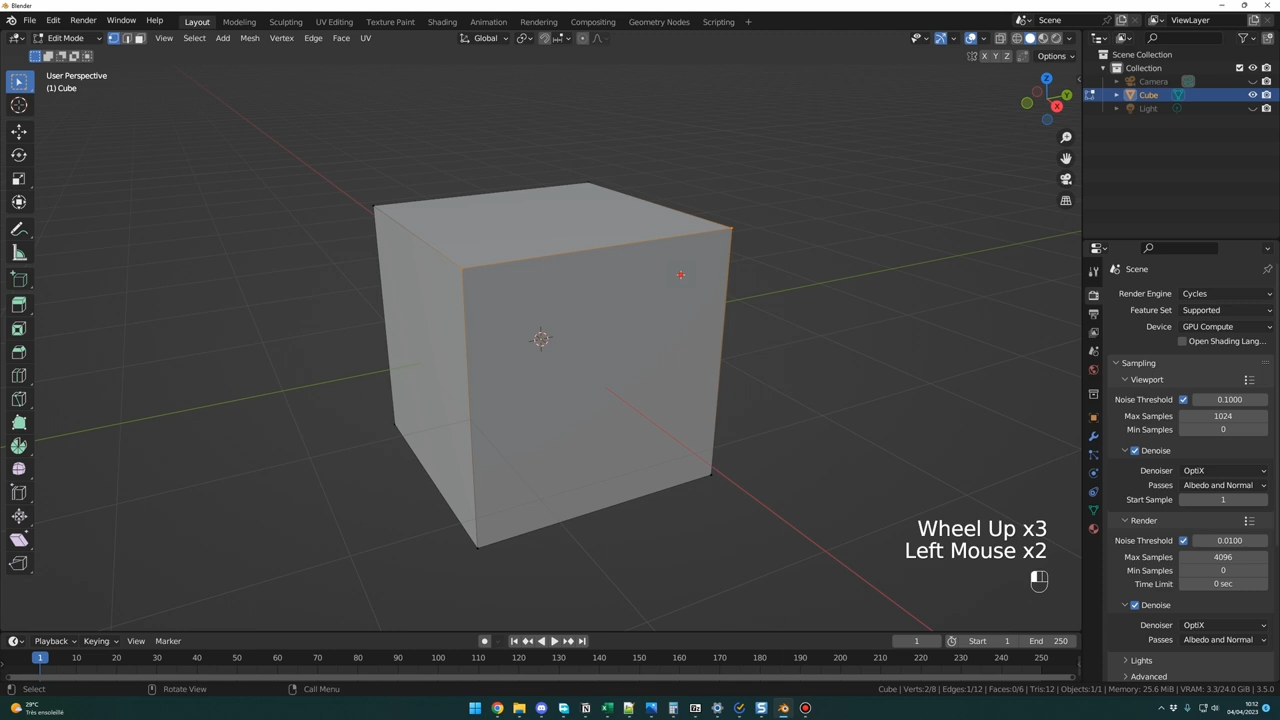 Blender
File Edit Render Window Help Layout Modeling Sculpting UV Editing Texture Paint Shading Animation Rendering Compositing Geometry Nodes Scripting Scene ViewLayer
Edit Mode View Select Add Mesh Vertex Edge Face UV Global
X Y Z Options
User Perspective
(1) Cube
Z
Y
X
Scene Collection
Collection
Camera
Cube
Light
Scene
Render Engine Cycles
Feature Set Supported
Device GPU Compute
Open Shading Lang...
Sampling
Viewport
Noise Threshold 0.1000
Max Samples 1024
Min Samples 0
Denoise
Denoiser OptiX
Passes Albedo and Normal
Start Sample 1
Render
Noise Threshold 0.0100
Max Samples 4096
Min Samples 0
Time Limit 0 sec
Denoise
Denoiser OptiX
Passes Albedo and Normal
Lights
Advanced
Wheel Up x3
Left Mouse x2
Playback Keying View Marker 1 Start 1 End 250
1 10 20 30 40 50 60 70 80 90 100 110 120 130 140 150 160 170 180 190 200 210 220 230 240 250
Select Rotate View Call Menu Cube | Verts:2/8 | Edges:1/12 | Faces:0/6 | Tris:12 | Objects:1/1 | Memory: 25.6 MiB | VRAM: 3.3/24.0 GiB | 3.5.0
29°C
Très ensoleillé
10:12
04/04/2023